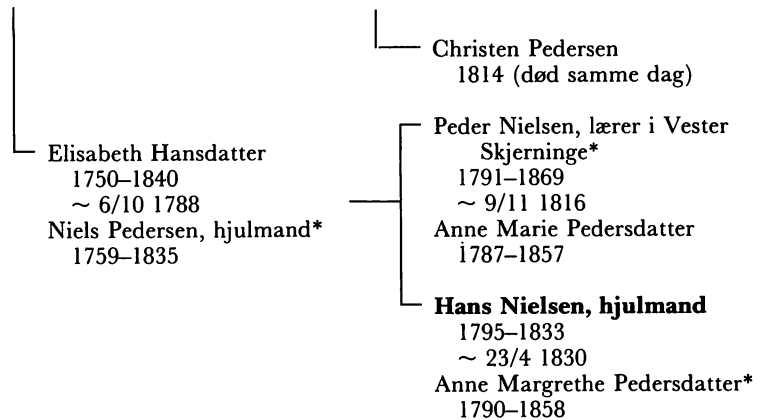 Christen Pedersen
1814 (død samme dag)
Elisabeth Hansdatter
1750–1840
~ 6/10 1788
Niels Pedersen, hjulmand*
1759–1835
Peder Nielsen, lærer i Vester
Skjerninge*
1791–1869
~ 9/11 1816
Anne Marie Pedersdatter
1787–1857
Hans Nielsen, hjulmand
1795–1833
~ 23/4 1830
Anne Margrethe Pedersdatter*
1790–1858